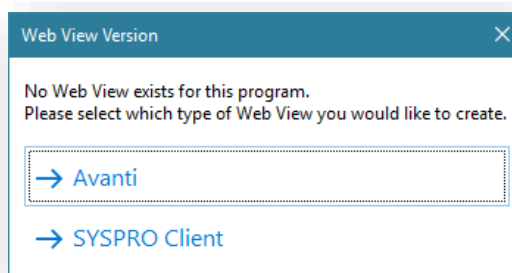 Web View Version
No Web View exists for this program.
Please select which type of Web View you would like to create.
Avanti
SYSPRO Client